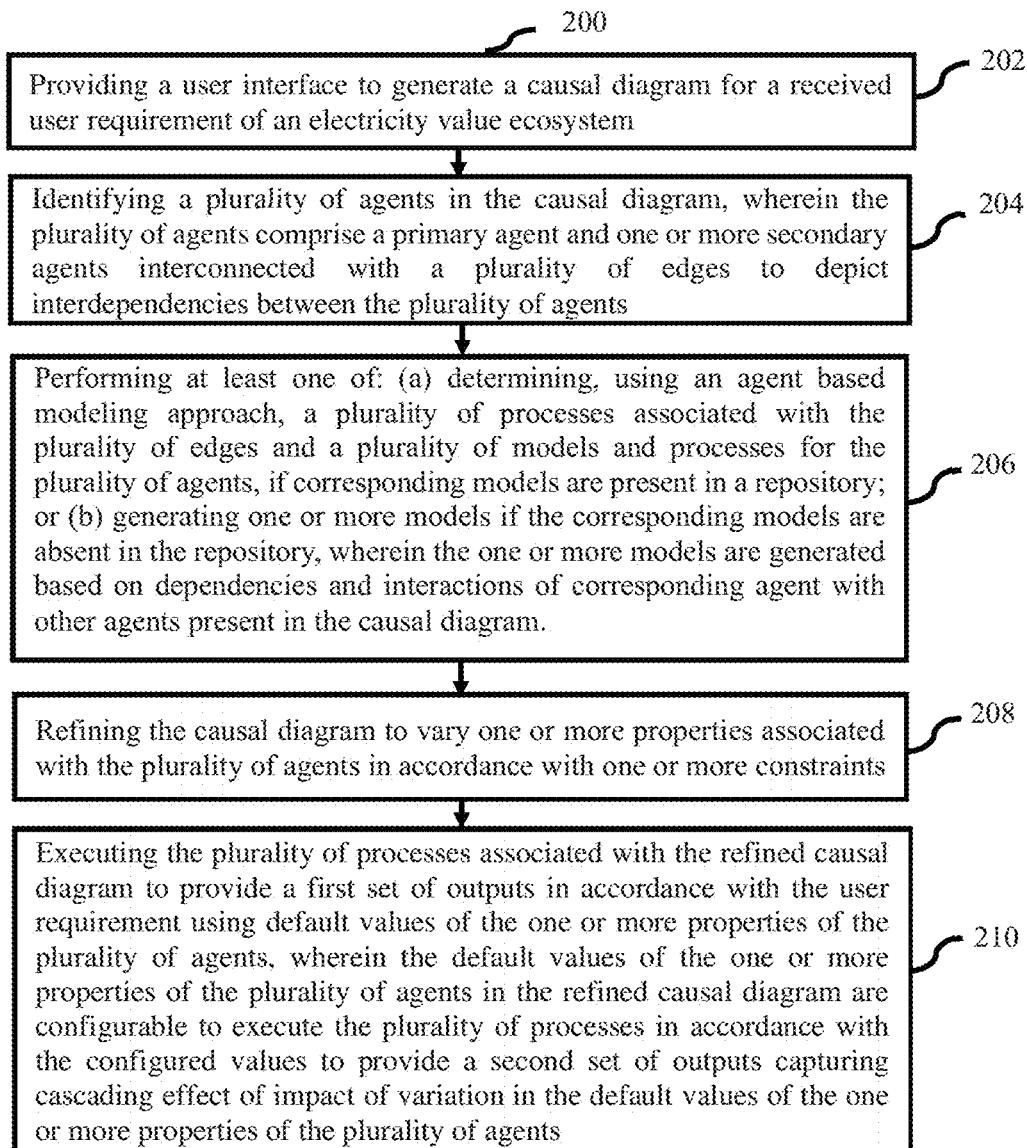 200
Providing a user interface to generate a causal diagram for a received
user requirement of an electricity value ecosystem
202
Identifying a plurality of agents in the causal diagram, wherein the
plurality of agents comprise a primary agent and one or more secondary
agents interconnected with a plurality of edges to depict
interdependencies between the plurality of agents
204
Performing at least one of: (a) determining, using an agent based
modeling approach, a plurality of processes associated with the
plurality of edges and a plurality of models and processes for the
plurality of agents, if corresponding models are present in a repository;
or (b) generating one or more models if the corresponding models are
absent in the repository, wherein the one or more models are generated
based on dependencies and interactions of corresponding agent with
other agents present in the causal diagram.
206
Refining the causal diagram to vary one or more properties associated
with the plurality of agents in accordance with one or more constraints
208
Executing the plurality of processes associated with the refined causal
diagram to provide a first set of outputs in accordance with the user
requirement using default values of the one or more properties of the
plurality of agents, wherein the default values of the one or more
properties of the plurality of agents in the refined causal diagram are
configurable to execute the plurality of processes in accordance with
the configured values to provide a second set of outputs capturing
cascading effect of impact of variation in the default values of the one
or more properties of the plurality of agents
210